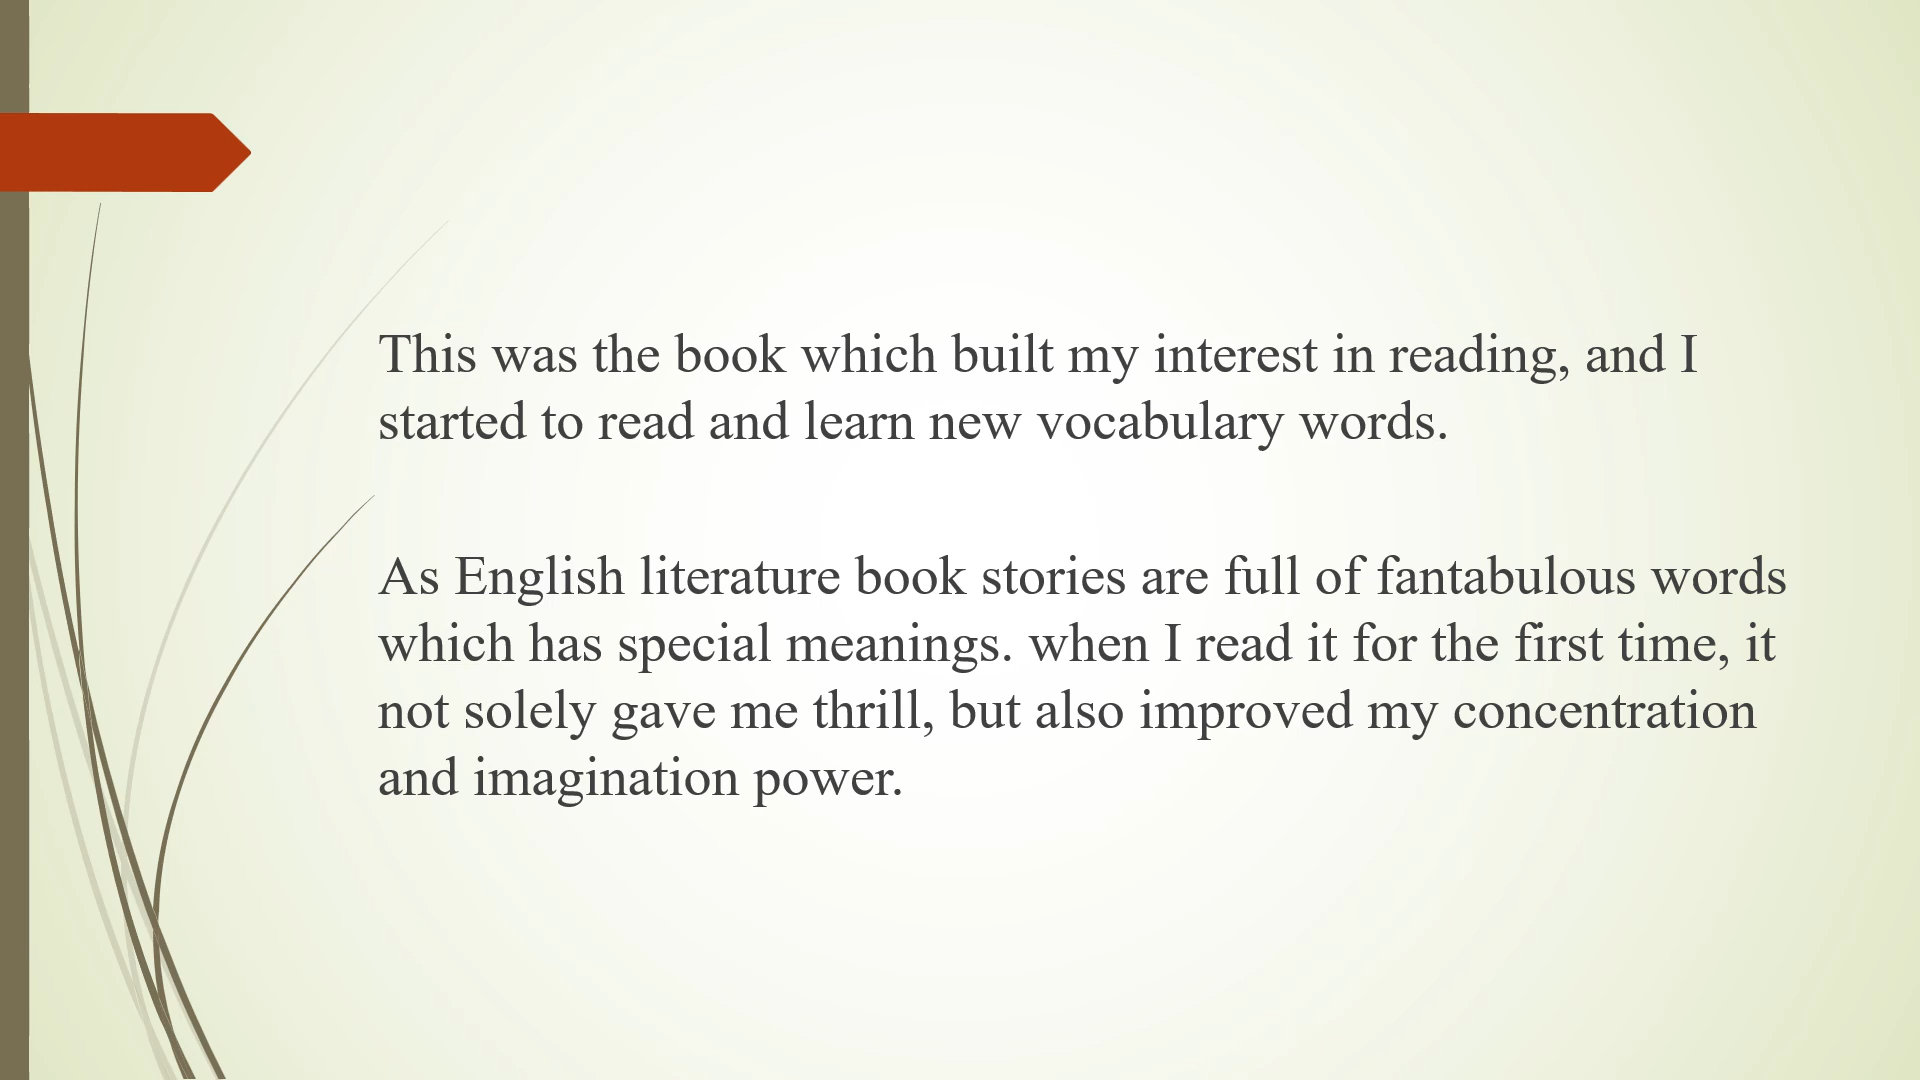 This was the book which built my interest in reading, and I
started to read and learn new vocabulary words.
As English literature book stories are full of fantabulous words
which has special meanings. when I read it for the first time, it
not solely gave me thrill, but also improved my concentration
and imagination power.